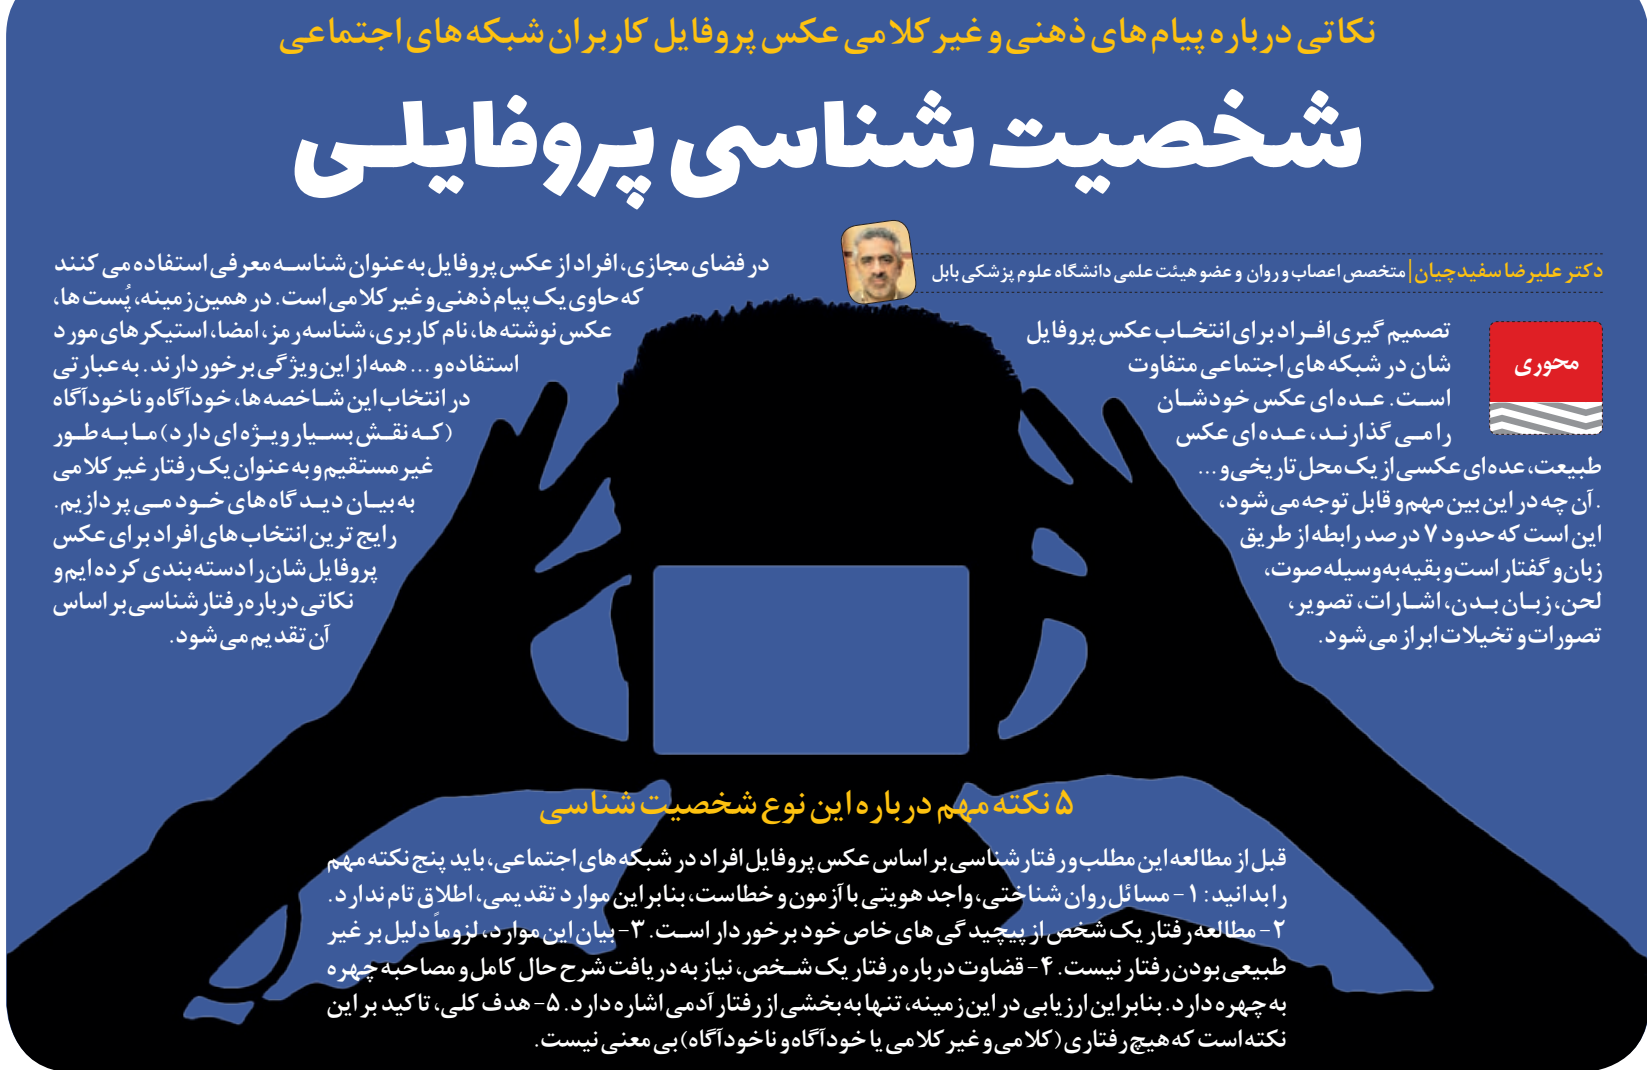 نکاتی درباره پیام های ذهنی و غیر کلامی عکس پروفایل کاربران شبکه های اجتماعی
شخصیت شناسی پروفایلی
دکتر علیرضا سفیدچیان | متخصص اعصاب و روان و عضو هیئت علمی دانشگاه علوم پزشکی بابل
محوری
تصمیم گیری افراد برای انتخاب عکس پروفایل
شان در شبکه های اجتماعی متفاوت
است. عده ای عکس خودشان
را می گذارند، عده ای عکس
طبیعت، عده ای عکسی از یک محل تاریخی و ...
. آن چه در این بین مهم و قابل توجه می شود،
این است که حدود ۷ درصد رابطه از طریق
زبان و گفتار است و بقیه به وسیله صوت،
لحن، زبان بدن، اشارات، تصویر،
تصورات و تخیلات ابراز می شود.
در فضای مجازی، افراد از عکس پروفایل به عنوان شناسه معرفی استفاده می کنند
که حاوی یک پیام ذهنی و غیر کلامی است. در همین زمینه، پُست ها،
عکس نوشته ها، نام کاربری، شناسه رمز، امضا، استیکرهای مورد
استفاده و ... همه از این ویژگی برخوردارند. به عبارتی
در انتخاب این شاخصه ها، خودآگاه و ناخودآگاه
(که نقش بسیار ویژه ای دارد) ما به طور
غیر مستقیم و به عنوان یک رفتار غیر کلامی
به بیان دیدگاه های خود می پردازیم.
رایج ترین انتخاب های افراد برای عکس
پروفایل شان را دسته بندی کرده ایم و
نکاتی درباره رفتارشناسی بر اساس
آن تقدیم می شود.
۵ نکته مهم درباره این نوع شخصیت شناسی
قبل از مطالعه این مطلب و رفتارشناسی بر اساس عکس پروفایل افراد در شبکه های اجتماعی، باید پنج نکته مهم
را بدانید: ۱- مسائل روان شناختی، واجد هویتی با آزمون و خطاست، بنابراین موارد تقدیمی، اطلاق تام ندارد.
۲- مطالعه رفتار یک شخص از پیچیدگی های خاص خود برخوردار است. ۳- بیان این موارد، لزوماً دلیل بر غیر
طبیعی بودن رفتار نیست. ۴- قضاوت درباره رفتار یک شخص، نیاز به دریافت شرح حال کامل و مصاحبه چهره
به چهره دارد. بنابراین ارزیابی در این زمینه، تنها به بخشی از رفتار آدمی اشاره دارد. ۵- هدف کلی، تاکید بر این
نکته است که هیچ رفتاری (کلامی و غیر کلامی یا خودآگاه و ناخودآگاه) بی معنی نیست.